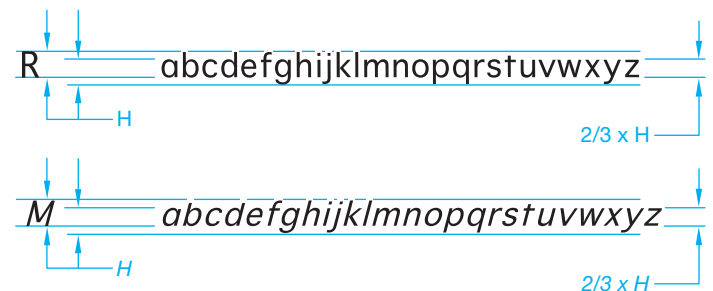 R abcdefghijklmnopqrstuvwxyz
H
2/3 x H
M abcdefghijklmnopqrstuvwxyz
H
2/3 x H